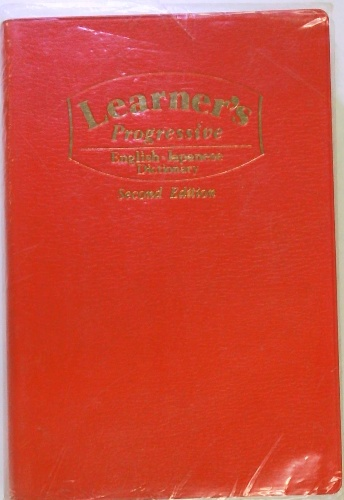 Learner's
Progressive
English-Japanese
Dictionary
Second Edition